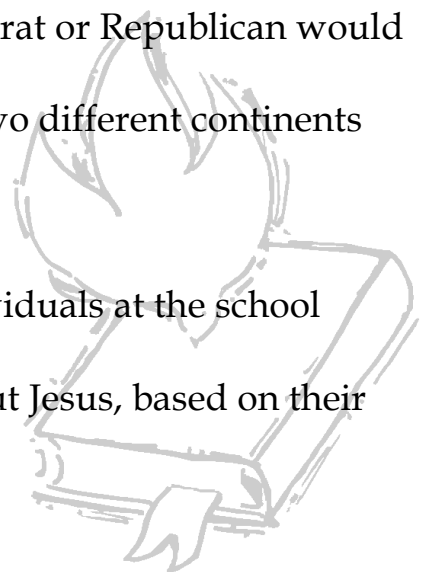 rat or Republican would
vo different continents
viduals at the school
ut Jesus, based on their